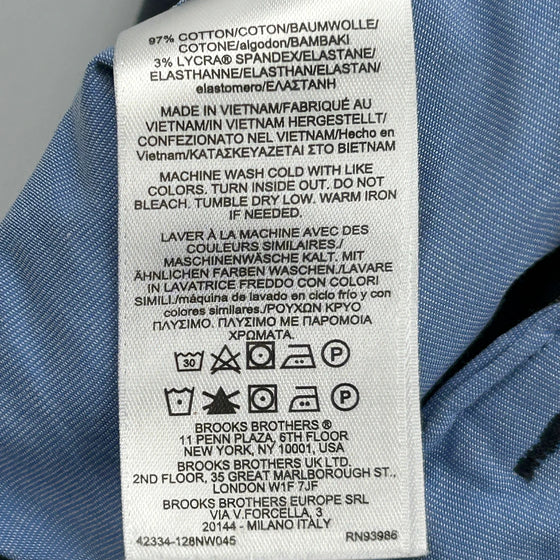 97% COTTON/COTON/BAUMWOLLE/
COTONE/algodon/BAMBAKI
3% LYCRA® SPANDEX/ELASTANE/
ELASTHANNE/ELASTHAN/ELASTAN/
elastomero/ΕΛΑΣΤΑΝΗ
MADE IN VIETNAM/FABRIQUÉ AU
VIETNAM/IN VIETNAM HERGESTELLT/
CONFEZIONATO NEL VIETNAM/Hecho en
Vietnam/ΚΑΤΑΣΚΕΥΑΖΕΤΑΙ ΣΤΟ ΒΙΕΤΝΑΜ
MACHINE WASH COLD WITH LIKE
COLORS. TURN INSIDE OUT. DO NOT
BLEACH. TUMBLE DRY LOW. WARM IRON
IF NEEDED.
LAVER À LA MACHINE AVEC DES
COULEURS SIMILAIRES./
MASCHINENWÄSCHE KALT. MIT
ÄHNLICHEN FARBEN WASCHEN./LAVARE
IN LAVATRICE FREDDO CON COLORI
SIMILI./máquina de lavado en ciclo frío y con
colores similares./ΡΟΥΧΩΝ ΚΡΥΟ
ΠΛΥΣΙΜΟ. ΠΛΥΣΙΜΟ ΜΕ ΠΑΡΟΜΟΙΑ
ΧΡΩΜΑΤΑ.
30 P
P
BROOKS BROTHERS ®
11 PENN PLAZA, 6TH FLOOR
NEW YORK, NY 10001, USA
BROOKS BROTHERS UK LTD.
2ND FLOOR, 35 GREAT MARLBOROUGH ST.,
LONDON W1F 7JF
BROOKS BROTHERS EUROPE SRL
VIA V.FORCELLA, 3
20144 - MILANO ITALY
42334-128NW045 RN93986